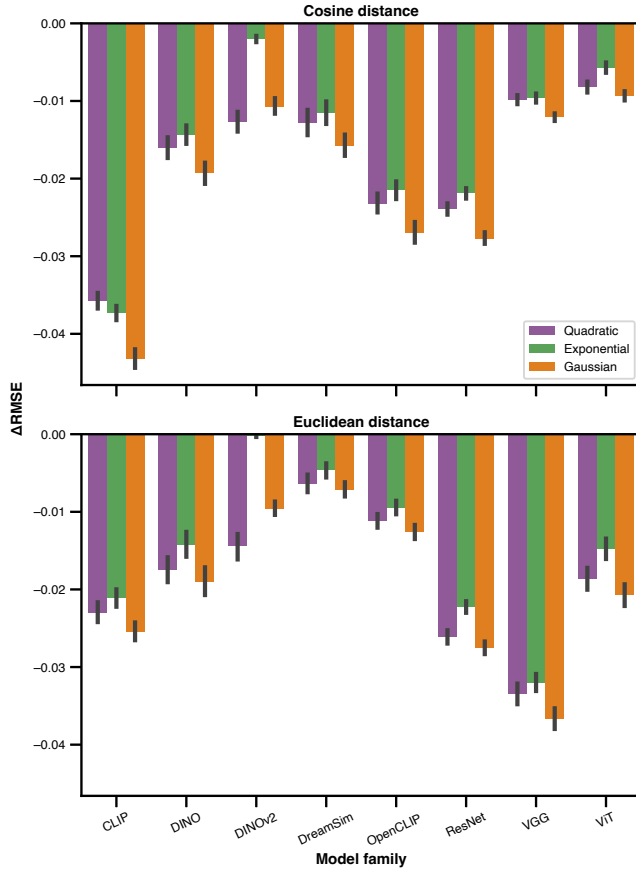 Cosine distance
0.00
−0.01
−0.02
−0.03
−0.04
Quadratic
Exponential
Gaussian
ΔRMSE
Euclidean distance
0.00
−0.01
−0.02
−0.03
−0.04
CLIP
DINO
DINOv2
DreamSim
OpenCLIP
ResNet
VGG
ViT
Model family